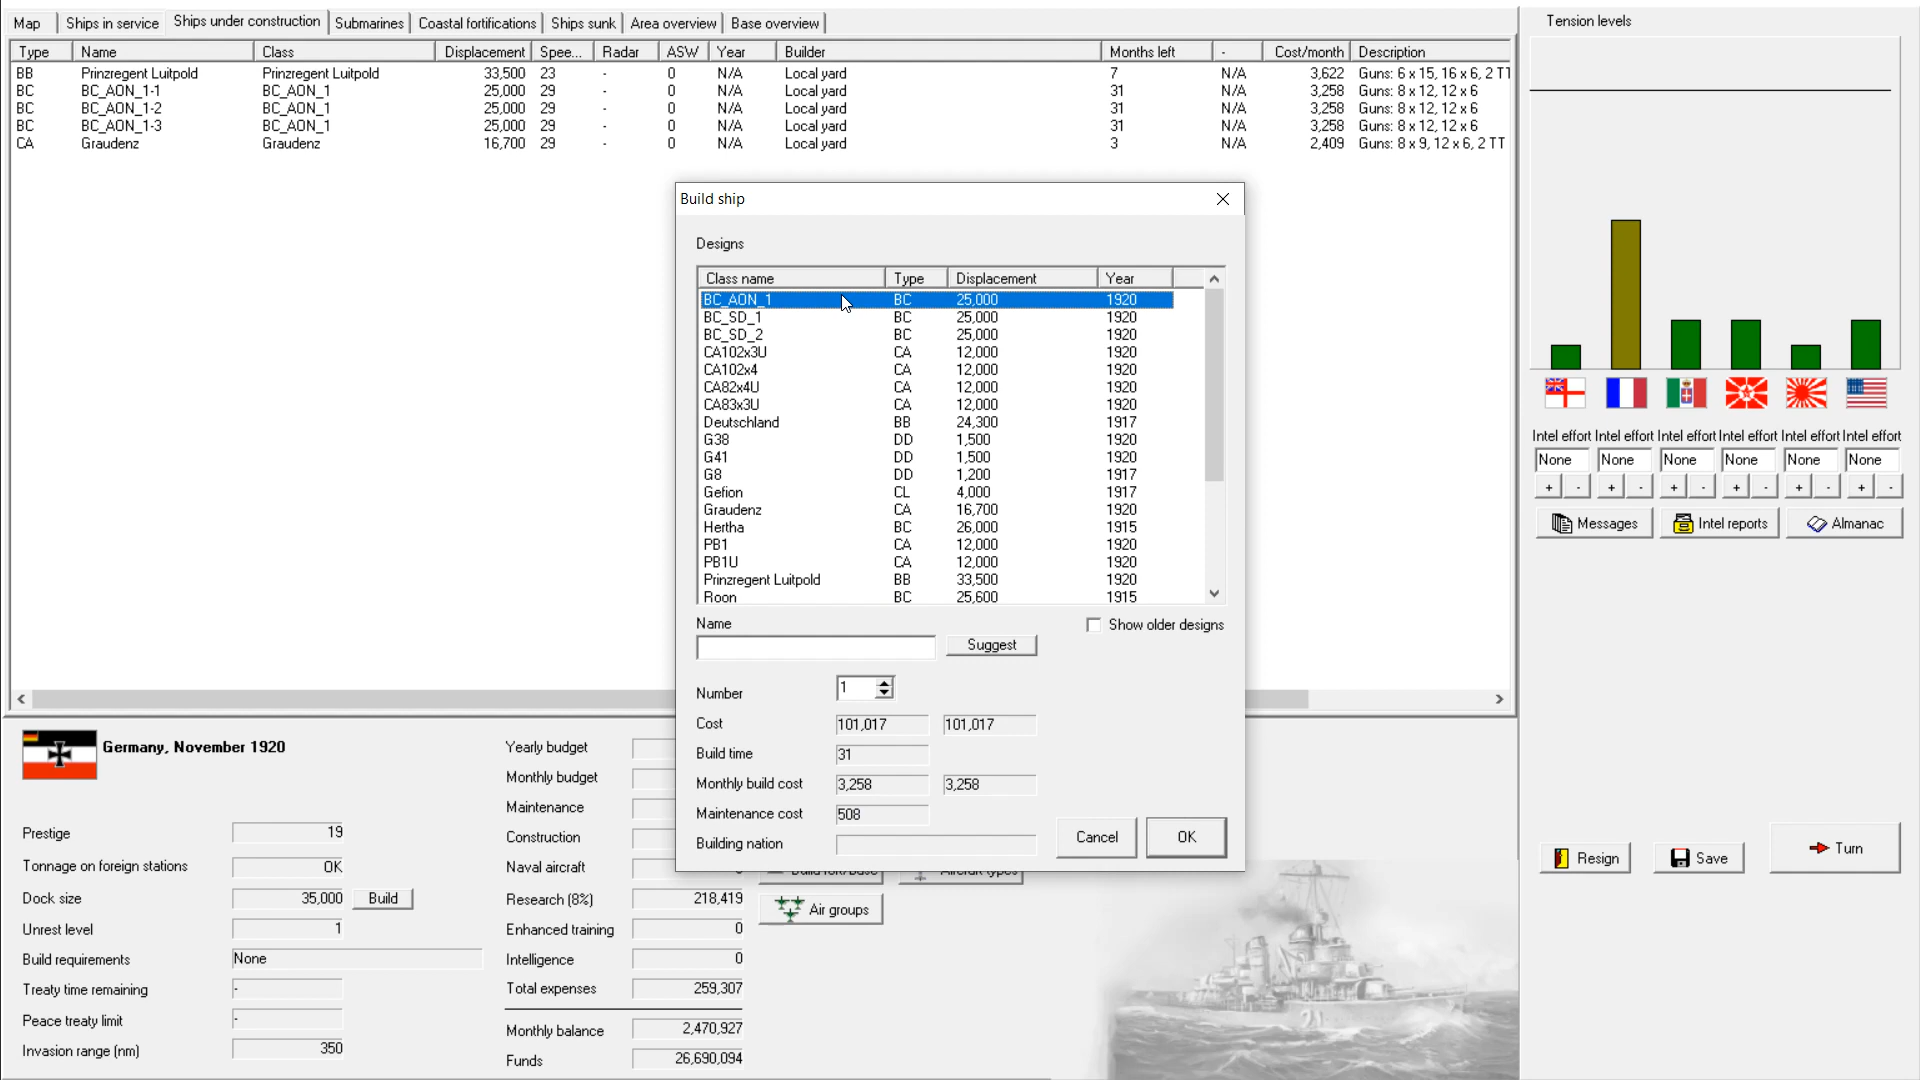 Map Ships in service Ships under construction Submarines Coastal fortifications Ships sunk Area overview Base overview
Type Name Class Displacement Spee... Radar ASW Year Builder Months left - Cost/month Description
BB Prinzregent Luitpold Prinzregent Luitpold 33,500 23 - 0 N/A Local yard 7 N/A 3,622 Guns: 6 x 15, 16 x 6, 2 TT
BC BC_AON_1-1 BC_AON_1 25,000 29 - 0 N/A Local yard 31 N/A 3,258 Guns: 8 x 12, 12 x 6
BC BC_AON_1-2 BC_AON_1 25,000 29 - 0 N/A Local yard 31 N/A 3,258 Guns: 8 x 12, 12 x 6
BC BC_AON_1-3 BC_AON_1 25,000 29 - 0 N/A Local yard 31 N/A 3,258 Guns: 8 x 12, 12 x 6
CA Graudenz Graudenz 16,700 29 - 0 N/A Local yard 3 N/A 2,409 Guns: 8 x 9, 12 x 6, 2 TT
Build ship
Designs
Class name Type Displacement Year
BC_AON_1 BC 25,000 1920
BC_SD_1 BC 25,000 1920
BC_SD_2 BC 25,000 1920
CA102x3U CA 12,000 1920
CA102x4 CA 12,000 1920
CA82x4U CA 12,000 1920
CA83x3U CA 12,000 1920
Deutschland BB 24,300 1917
G38 DD 1,500 1920
G41 DD 1,500 1920
G8 DD 1,200 1917
Gefion CL 4,000 1917
Graudenz CA 16,700 1920
Hertha BC 26,000 1915
PB1 CA 12,000 1920
PB1U CA 12,000 1920
Prinzregent Luitpold BB 33,500 1920
Roon BC 25,600 1915
Name
Show older designs
Suggest
Number 1
Cost 101,017 101,017
Build time 31
Monthly build cost 3,258 3,258
Maintenance cost 508
Building nation
Cancel OK
Germany, November 1920
Prestige 19
Tonnage on foreign stations OK
Dock size 35,000 Build
Unrest level 1
Build requirements None
Treaty time remaining -
Peace treaty limit -
Invasion range (nm) 350
Yearly budget
Monthly budget
Maintenance
Construction
Naval aircraft
Research (8%) 218,419
Enhanced training 0
Intelligence 0
Total expenses 259,307
Monthly balance 2,470,927
Funds 26,690,094
Build fort/base Aircraft types
Air groups
21
Tension levels
Intel effort Intel effort Intel effort Intel effort Intel effort Intel effort
None None None None None None
+ - + - + - + - + - + -
Messages Intel reports Almanac
Resign Save Turn